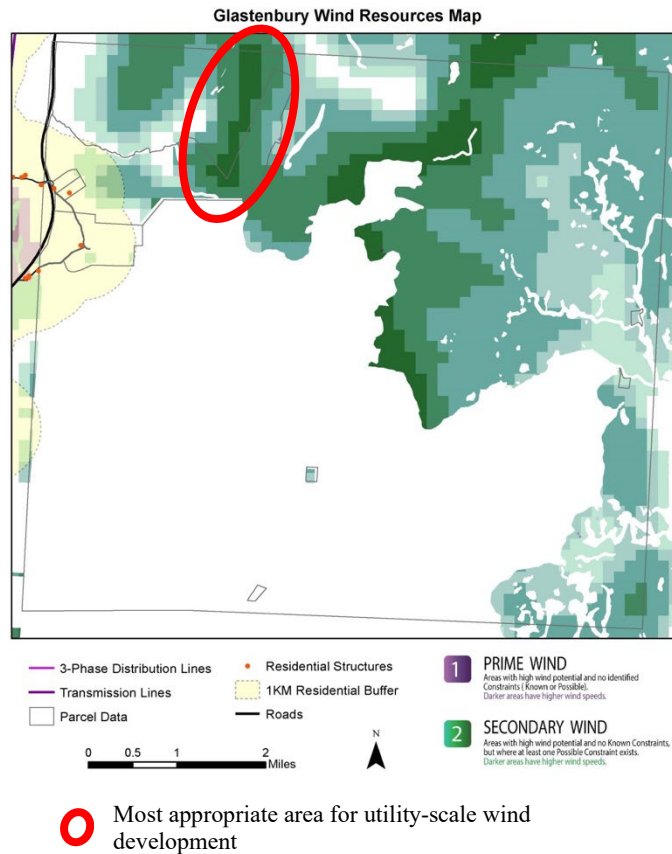 Glastenbury Wind Resources Map
3-Phase Distribution Lines
Transmission Lines
Parcel Data
Residential Structures
1KM Residential Buffer
Roads
0 0.5 1 2
Miles
N
1 PRIME WIND
Areas with high wind potential and no identified
Constraints ( Known or Possible).
Darker areas have higher wind speeds.
2 SECONDARY WIND
Areas with high wind potential and no Known Constraints,
but where at least one Possible Constraint exists.
Darker areas have higher wind speeds.
Most appropriate area for utility-scale wind
development